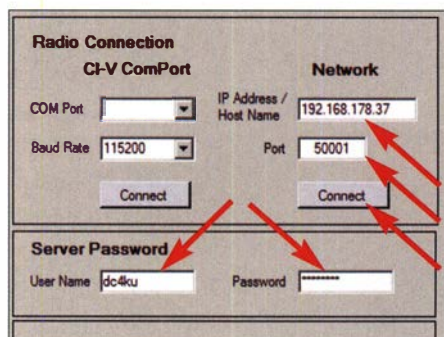 Radio Connection
CI-V ComPort
Network
COM Port
IP Address /
Host Name
192.168.178.37
Baud Rate
115200
Port
50001
Connect
Connect
Server Password
User Name
dc4ku
Password
********